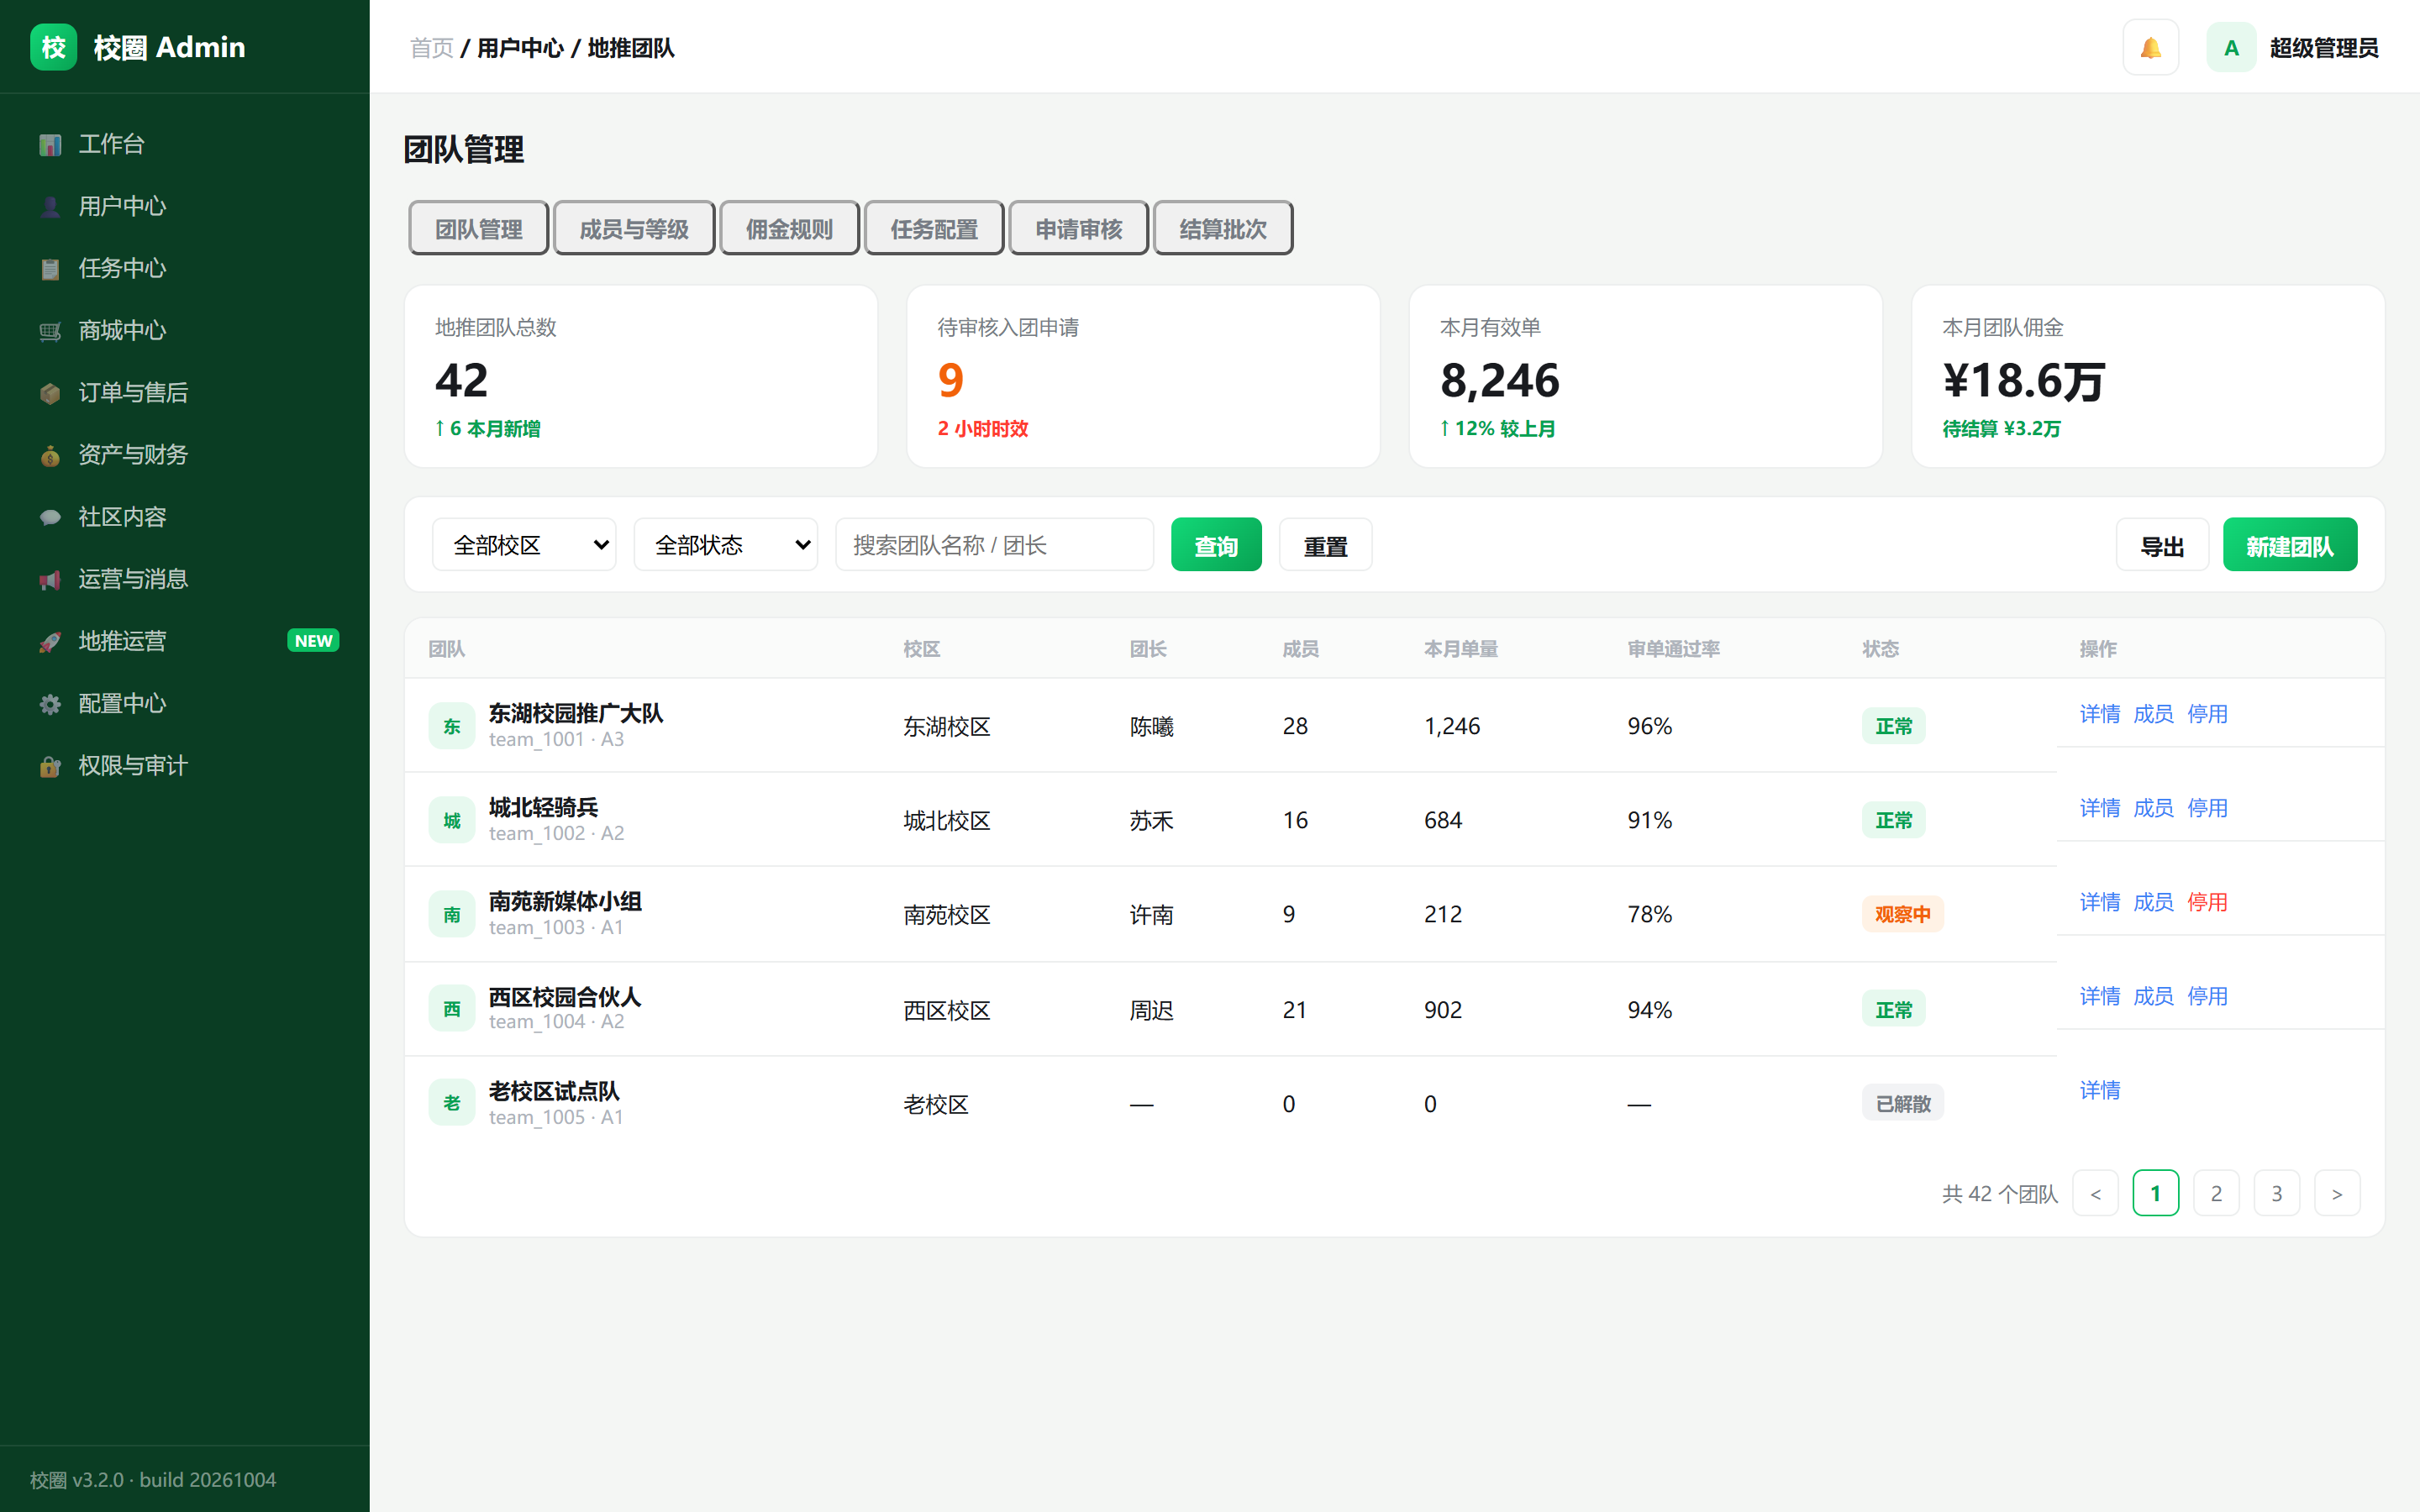 校 校圈 Admin
首页 / 用户中心 / 地推团队
A 超级管理员
工作台
用户中心
任务中心
商城中心
订单与售后
资产与财务
社区内容
运营与消息
地推运营 NEW
配置中心
权限与审计
校圈 v3.2.0 · build 20261004
团队管理
团队管理 成员与等级 佣金规则 任务配置 申请审核 结算批次
地推团队总数
42
↑ 6 本月新增
待审核入团申请
9
2 小时时效
本月有效单
8,246
↑ 12% 较上月
本月团队佣金
¥18.6万
待结算 ¥3.2万
全部校区 全部状态 搜索团队名称 / 团长 查询 重置 导出 新建团队
团队 校区 团长 成员 本月单量 审单通过率 状态 操作
东 东湖校园推广大队 东湖校区 陈曦 28 1,246 96% 正常 详情 成员 停用
team_1001 · A3
城 城北轻骑兵 城北校区 苏禾 16 684 91% 正常 详情 成员 停用
team_1002 · A2
南 南苑新媒体小组 南苑校区 许南 9 212 78% 观察中 详情 成员 停用
team_1003 · A1
西 西区校园合伙人 西区校区 周迟 21 902 94% 正常 详情 成员 停用
team_1004 · A2
老 老校区试点队 老校区 — 0 0 — 已解散 详情
team_1005 · A1
共 42 个团队 < 1 2 3 >